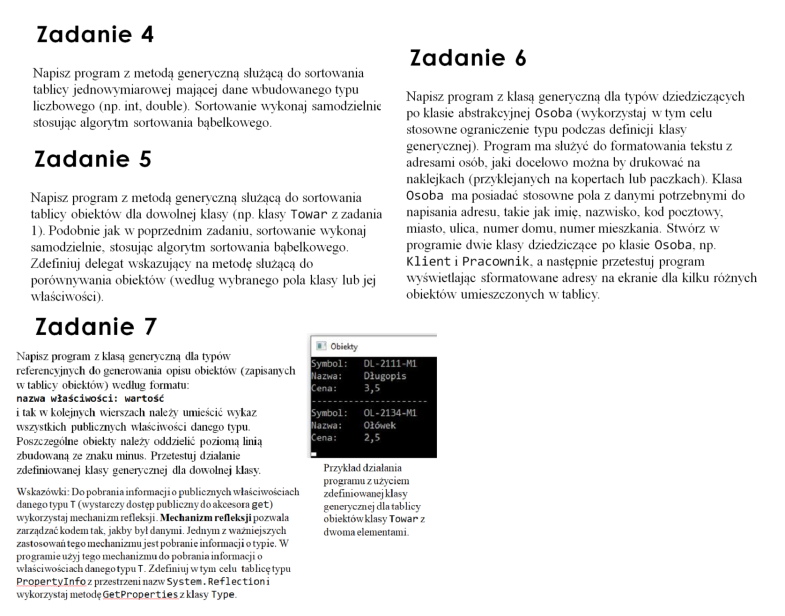 Zadanie 4
Napisz program z metodą generyczną służącą do sortowania
tablicy jednowymiarowej mającej dane wbudowanego typu
liczbowego (np. int, double). Sortowanie wykonaj samodzielnie
stosując algorytm sortowania bąbelkowego.
Zadanie 5
Napisz program z metodą generyczną służącą do sortowania
tablicy obiektów dla dowolnej klasy (np. klasy Towar z zadania
1). Podobnie jak w poprzednim zadaniu, sortowanie wykonaj
samodzielnie, stosując algorytm sortowania bąbelkowego.
Zdefiniuj delegat wskazujący na metodę służącą do
porównywania obiektów (według wybranego pola klasy lub jej
właściwości).
Zadanie 6
Napisz program z klasą generyczną dla typów dziedziczących
po klasie abstrakcyjnej Osoba (wykorzystaj w tym celu
stosowne ograniczenie typu podczas definicji klasy
generycznej). Program ma służyć do formatowania tekstu z
adresami osób, jaki docelowo można by drukować na
naklejkach (przyklejanych na kopertach lub paczkach). Klasa
Osoba ma posiadać stosowne pola z danymi potrzebnymi do
napisania adresu, takie jak imię, nazwisko, kod pocztowy,
miasto, ulica, numer domu, numer mieszkania. Stwórz w
programie dwie klasy dziedziczące po klasie Osoba, np.
Klient i Pracownik, a następnie przetestuj program
wyświetlając sformatowane adresy na ekranie dla kilku różnych
obiektów umieszczonych w tablicy.
Zadanie 7
Napisz program z klasą generyczną dla typów
referencyjnych do generowania opisu obiektów (zapisanych
w tablicy obiektów) według formatu:
nazwa właściwości: wartość
i tak w kolejnych wierszach należy umieścić wykaz
wszystkich publicznych właściwości danego typu.
Poszczególne obiekty należy oddzielić poziomą linią
zbudowaną ze znaku minus. Przetestuj działanie
zdefiniowanej klasy generycznej dla dowolnej klasy.
Wskazówki: Do pobrania informacji o publicznych właściwościach
danego typu T (wystarczy dostęp publiczny do akcesora get)
wykorzystaj mechanizm refleksji. Mechanizm refleksji pozwala
zarządzać kodem tak, jakby był danymi. Jednym z ważniejszych
zastosowań tego mechanizmu jest pobranie informacji o typie. W
programie użyj tego mechanizmu do pobrania informacji o
właściwościach danego typu T. Zdefiniuj w tym celu tablicę typu
PropertyInfo z przestrzeni nazw System.Reflection i
wykorzystaj metodę GetProperties z klasy Type.
Obiekty
Symbol: DL-2111-M1
Nazwa: Długopis
Cena: 3,5
----------------------
Symbol: OL-2134-M1
Nazwa: Ołówek
Cena: 2,5
Przykład działania
programu z użyciem
zdefiniowanej klasy
generycznej dla tablicy
obiektów klasy Towar z
dwoma elementami.